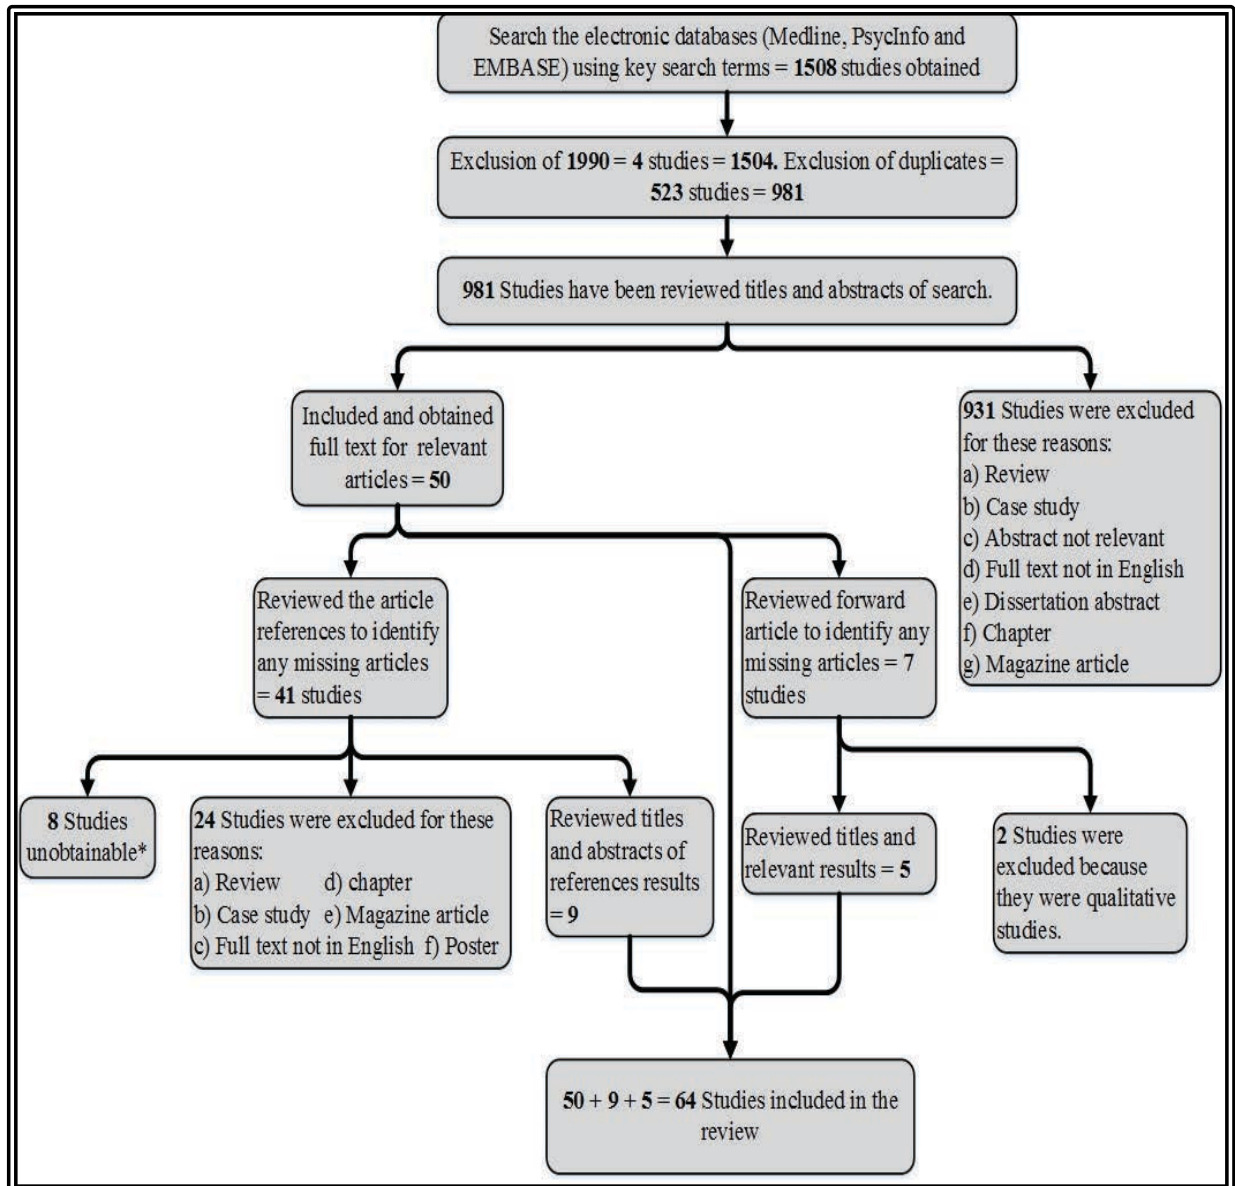 Search the electronic databases (Medline, PsycInfo and
EMBASE) using key search terms = 1508 studies obtained
Exclusion of 1990 = 4 studies = 1504. Exclusion of duplicates =
523 studies = 981
981 Studies have been reviewed titles and abstracts of search.
Included and obtained
full text for relevant
articles = 50
931 Studies were excluded
for these reasons:
a) Review
b) Case study
c) Abstract not relevant
d) Full text not in English
e) Dissertation abstract
f) Chapter
g) Magazine article
Reviewed the article
references to identify
any missing articles
= 41 studies
Reviewed forward
article to identify any
missing articles = 7
studies
8 Studies
unobtainable*
24 Studies were excluded for these
reasons:
a) Review d) chapter
b) Case study e) Magazine article
c) Full text not in English f) Poster
Reviewed titles
and abstracts of
references results
= 9
Reviewed titles and
relevant results = 5
2 Studies were
excluded because
they were qualitative
studies.
50 + 9 + 5 = 64 Studies included in the
review